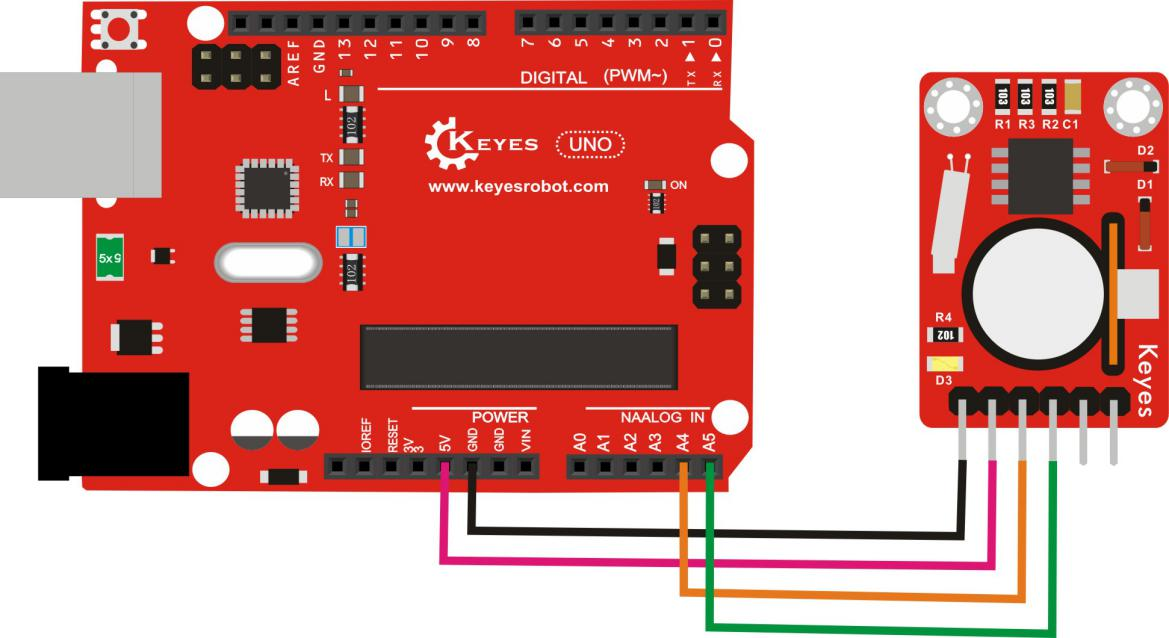 AREF
GND
13
12
11
10
9
8
7
6
5
4
3
2
TX ▶ 1
RX ▶ 0
DIGITAL (PWM~)
L
102
TX
RX
102
KEYES UNO
www.keyesrobot.com
ON
102
5x5
POWER
NAALOG IN
IOREF
RESET
3V
3
5V
GND
GND
VIN
A0
A1
A2
A3
A4
A5
103
103
103
R1
R3
R2
C1
D2
D1
R4
102
D3
Keyes